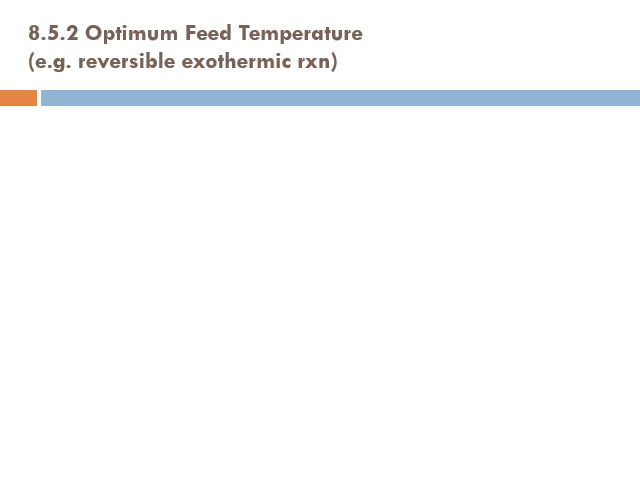 8.5.2 Optimum Feed Temperature
(e.g. reversible exothermic rxn)